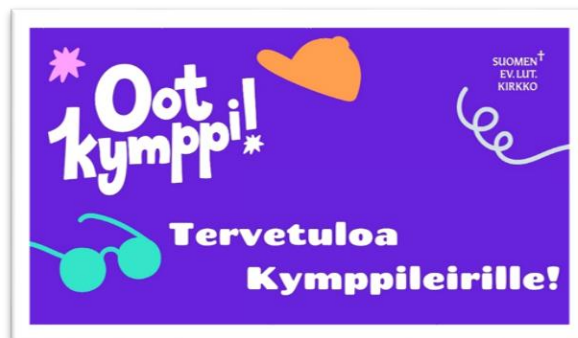 Oot
kymppi!
SUOMEN
EV.LUT.
KIRKKO
Tervetuloa
Kymppileirille!